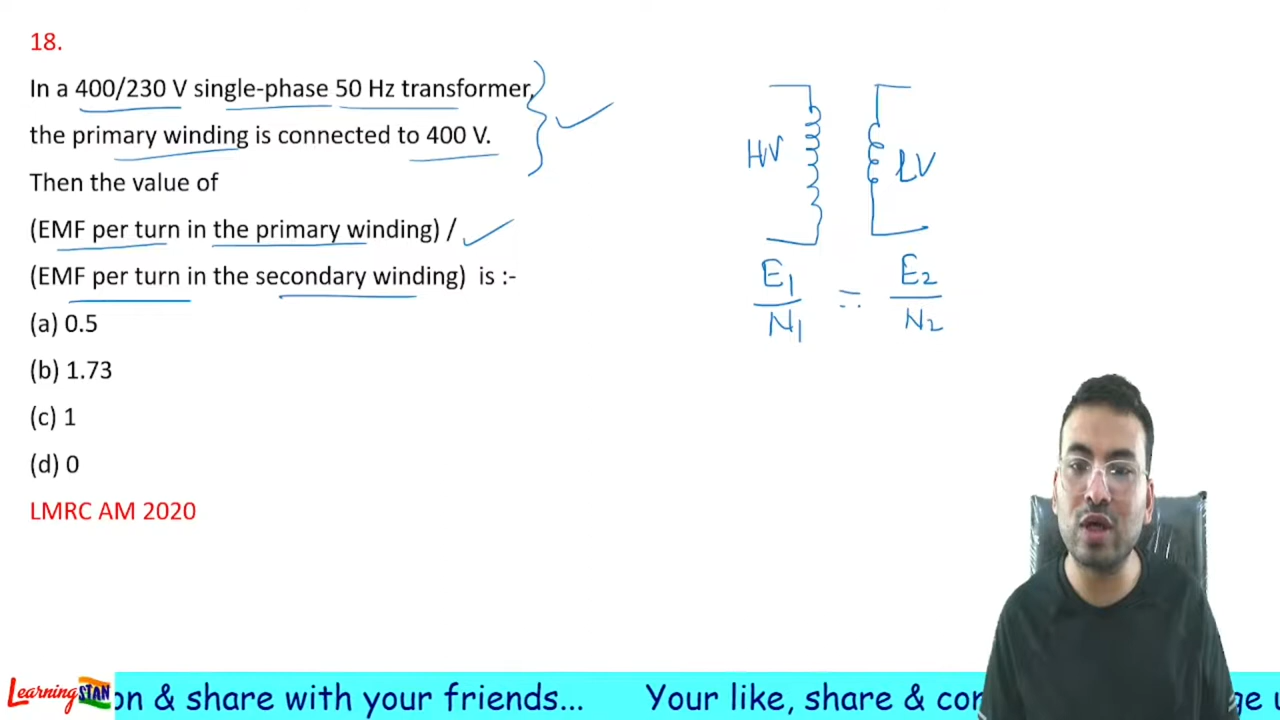 18.
In a 400/230 V single-phase 50 Hz transformer,
the primary winding is connected to 400 V.
Then the value of
(EMF per turn in the primary winding) /
(EMF per turn in the secondary winding) is :-
(a) 0.5
(b) 1.73
(c) 1
(d) 0
LMRC AM 2020
HV
LV
E1/N1 = E2/N2
LearningSTAN
on & share with your friends... Your like, share & con
ge u